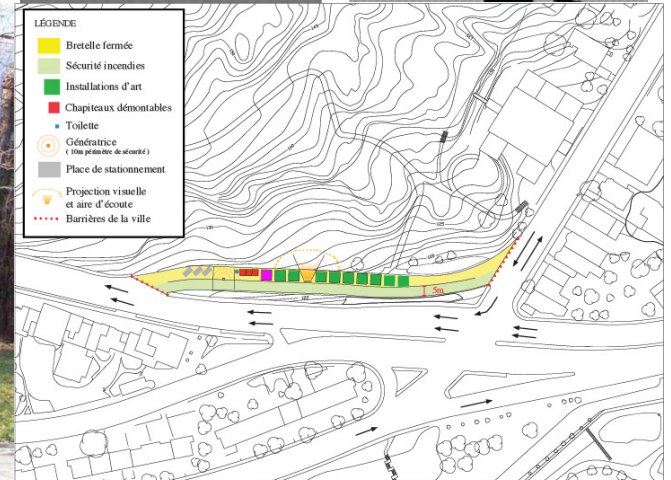 LÉGENDE
Bretelle fermée
Sécurité incendies
Installations d'art
Chapiteaux démontables
Toilette
Génératrice
( 10m périmètre de sécurité )
Place de stationnement
Projection visuelle
et aire d'écoute
Barrières de la ville
5m